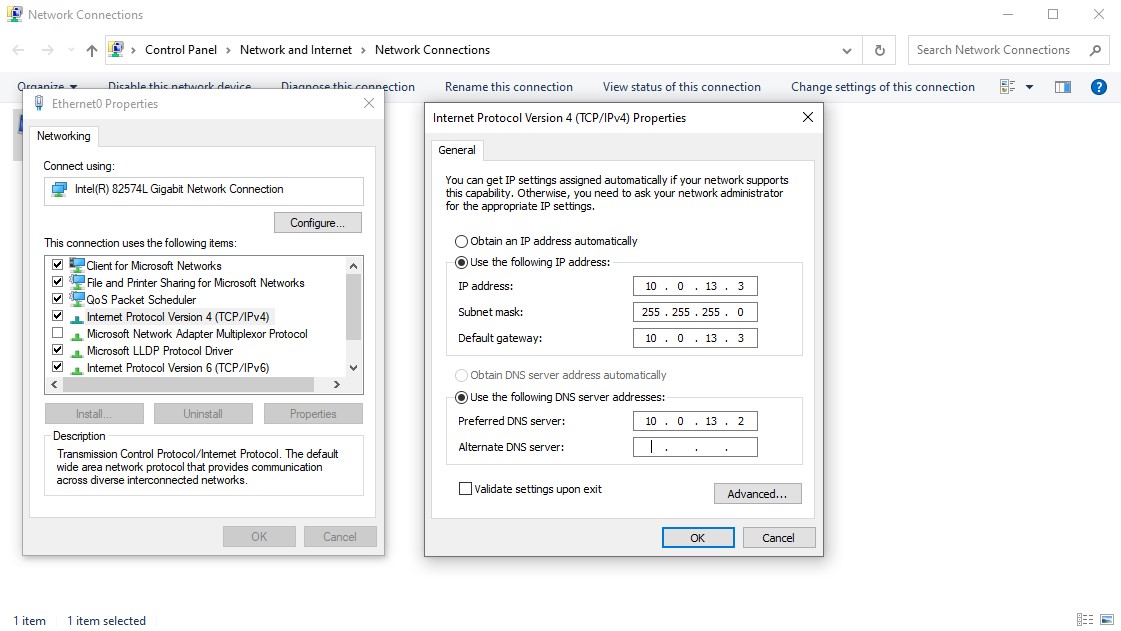 Network Connections
Control Panel > Network and Internet > Network Connections
Search Network Connections
Organize Disable this network device Diagnose this connection Rename this connection View status of this connection Change settings of this connection
Ethernet0 Properties
Networking
Connect using:
Intel(R) 82574L Gigabit Network Connection
Configure...
This connection uses the following items:
Client for Microsoft Networks
File and Printer Sharing for Microsoft Networks
QoS Packet Scheduler
Internet Protocol Version 4 (TCP/IPv4)
Microsoft Network Adapter Multiplexor Protocol
Microsoft LLDP Protocol Driver
Internet Protocol Version 6 (TCP/IPv6)
Install... Uninstall Properties
Description
Transmission Control Protocol/Internet Protocol. The default
wide area network protocol that provides communication
across diverse interconnected networks.
OK Cancel
Internet Protocol Version 4 (TCP/IPv4) Properties
General
You can get IP settings assigned automatically if your network supports
this capability. Otherwise, you need to ask your network administrator
for the appropriate IP settings.
Obtain an IP address automatically
Use the following IP address:
IP address: 10 . 0 . 13 . 3
Subnet mask: 255 . 255 . 255 . 0
Default gateway: 10 . 0 . 13 . 3
Obtain DNS server address automatically
Use the following DNS server addresses:
Preferred DNS server: 10 . 0 . 13 . 2
Alternate DNS server: . . .
Validate settings upon exit
Advanced...
OK Cancel
1 item 1 item selected